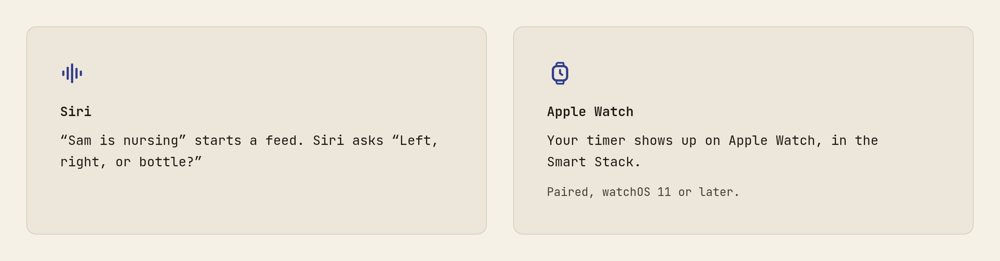 Siri
“Sam is nursing” starts a feed. Siri asks “Left,
right, or bottle?”
Apple Watch
Your timer shows up on Apple Watch, in the
Smart Stack.
Paired, watchOS 11 or later.